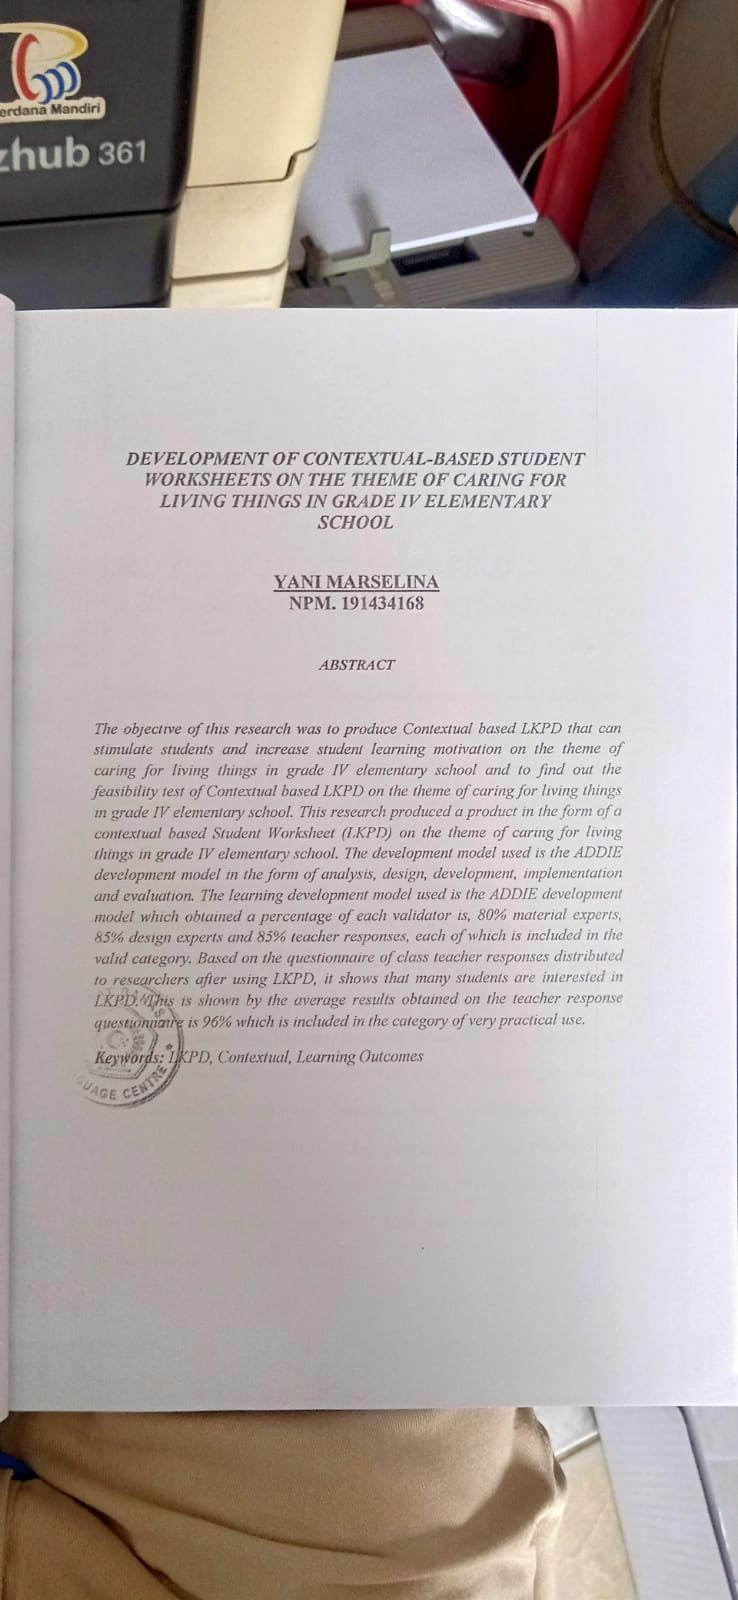 erdana Mandiri
zhub 361
DEVELOPMENT OF CONTEXTUAL-BASED STUDENT
WORKSHEETS ON THE THEME OF CARING FOR
LIVING THINGS IN GRADE IV ELEMENTARY
SCHOOL
YANI MARSELINA
NPM. 191434168
ABSTRACT
The objective of this research was to produce Contextual based LKPD that can
stimulate students and increase student learning motivation on the theme of
caring for living things in grade IV elementary school and to find out the
feasibility test of Contextual based LKPD on the theme of caring for living things
in grade IV elementary school. This research produced a product in the form of a
contextual based Student Worksheet (LKPD) on the theme of caring for living
things in grade IV elementary school. The development model used is the ADDIE
development model in the form of analysis, design, development, implementation
and evaluation. The learning development model used is the ADDIE development
model which obtained a percentage of each validator is, 80% material experts,
85% design experts and 85% teacher responses, each of which is included in the
valid category. Based on the questionnaire of class teacher responses distributed
to researchers after using LKPD, it shows that many students are interested in
LKPD. This is shown by the average results obtained on the teacher response
questionnaire is 96% which is included in the category of very practical use.
Keywords: LKPD, Contextual, Learning Outcomes
GUAGE CENTRE